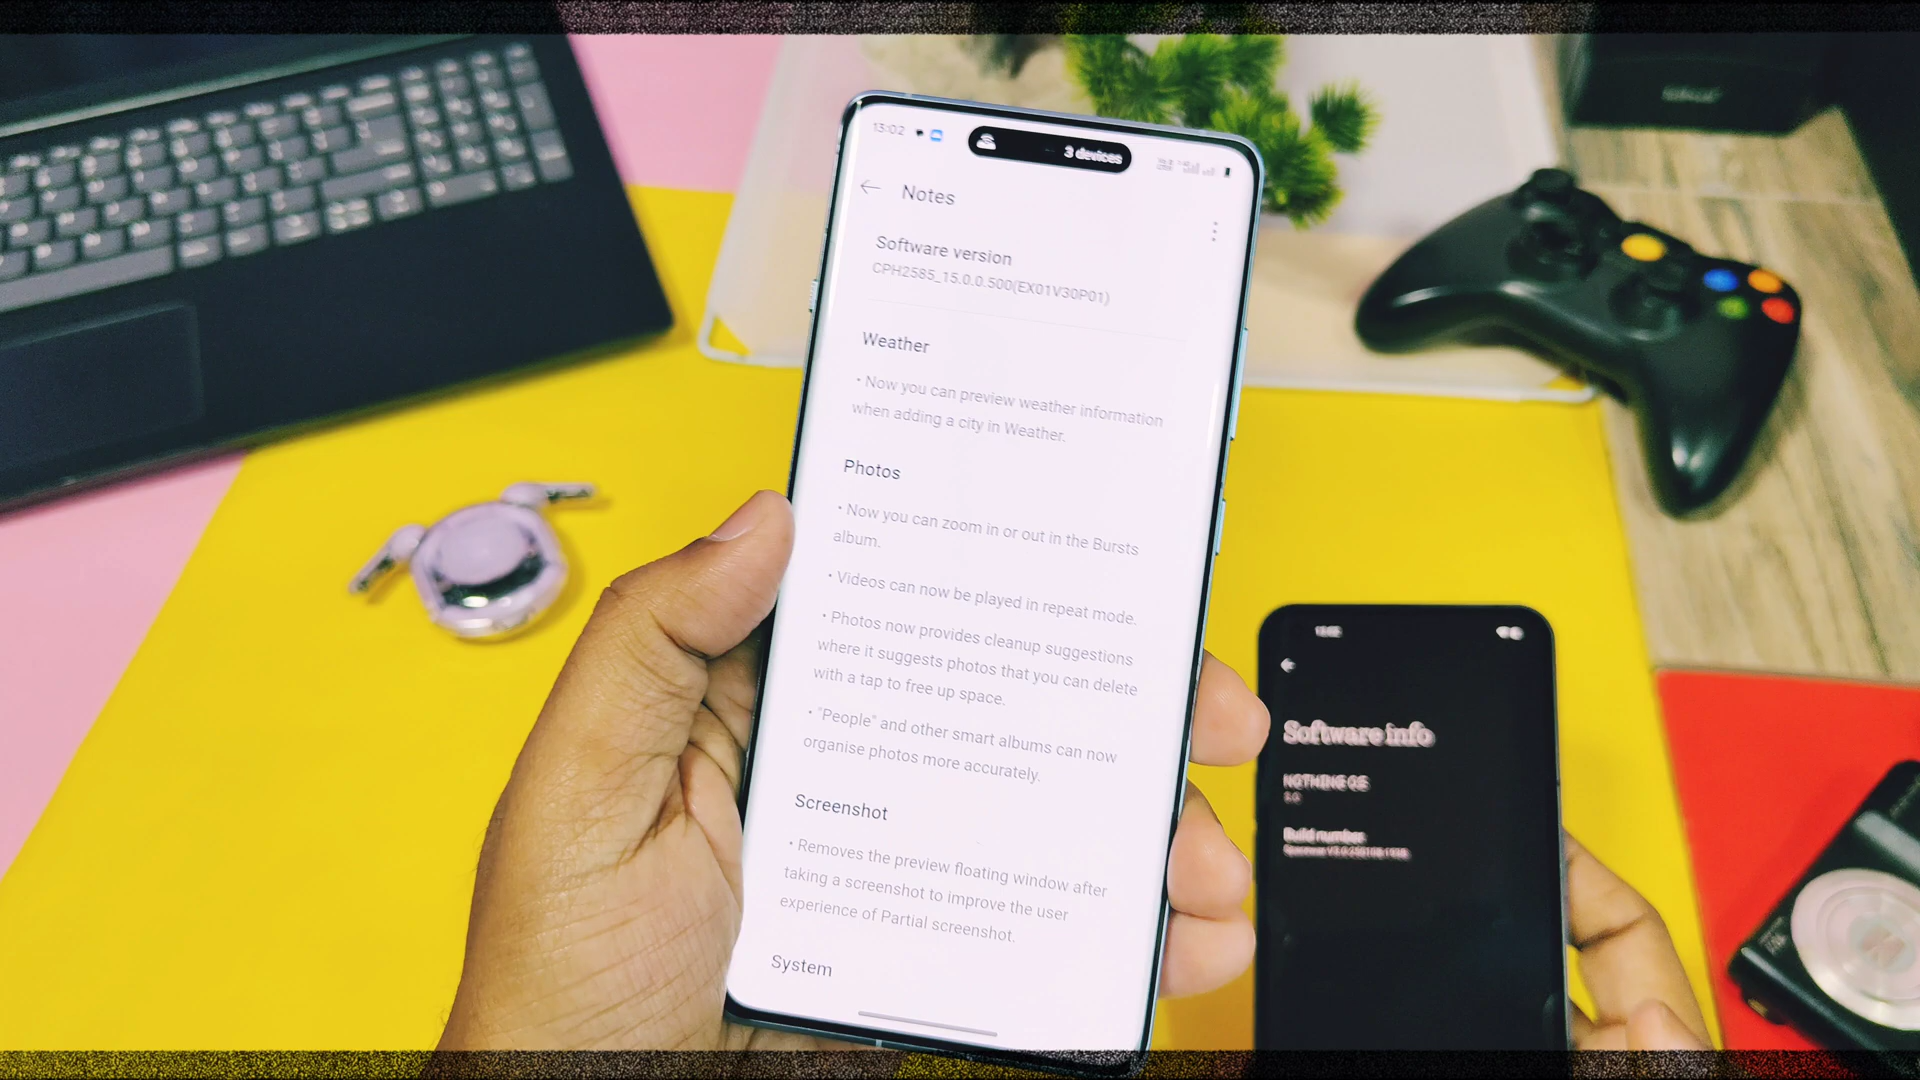 13:02
3 devices
Notes
Software version
CPH2585_15.0.0.500(EX01V30P01)
Weather
• Now you can preview weather information
when adding a city in Weather.
Photos
• Now you can zoom in or out in the Bursts
album.
• Videos can now be played in repeat mode.
• Photos now provides cleanup suggestions
where it suggests photos that you can delete
with a tap to free up space.
• "People" and other smart albums can now
organise photos more accurately.
Screenshot
• Removes the preview floating window after
taking a screenshot to improve the user
experience of Partial screenshot.
System
Software info
NOTHING OS
Build number